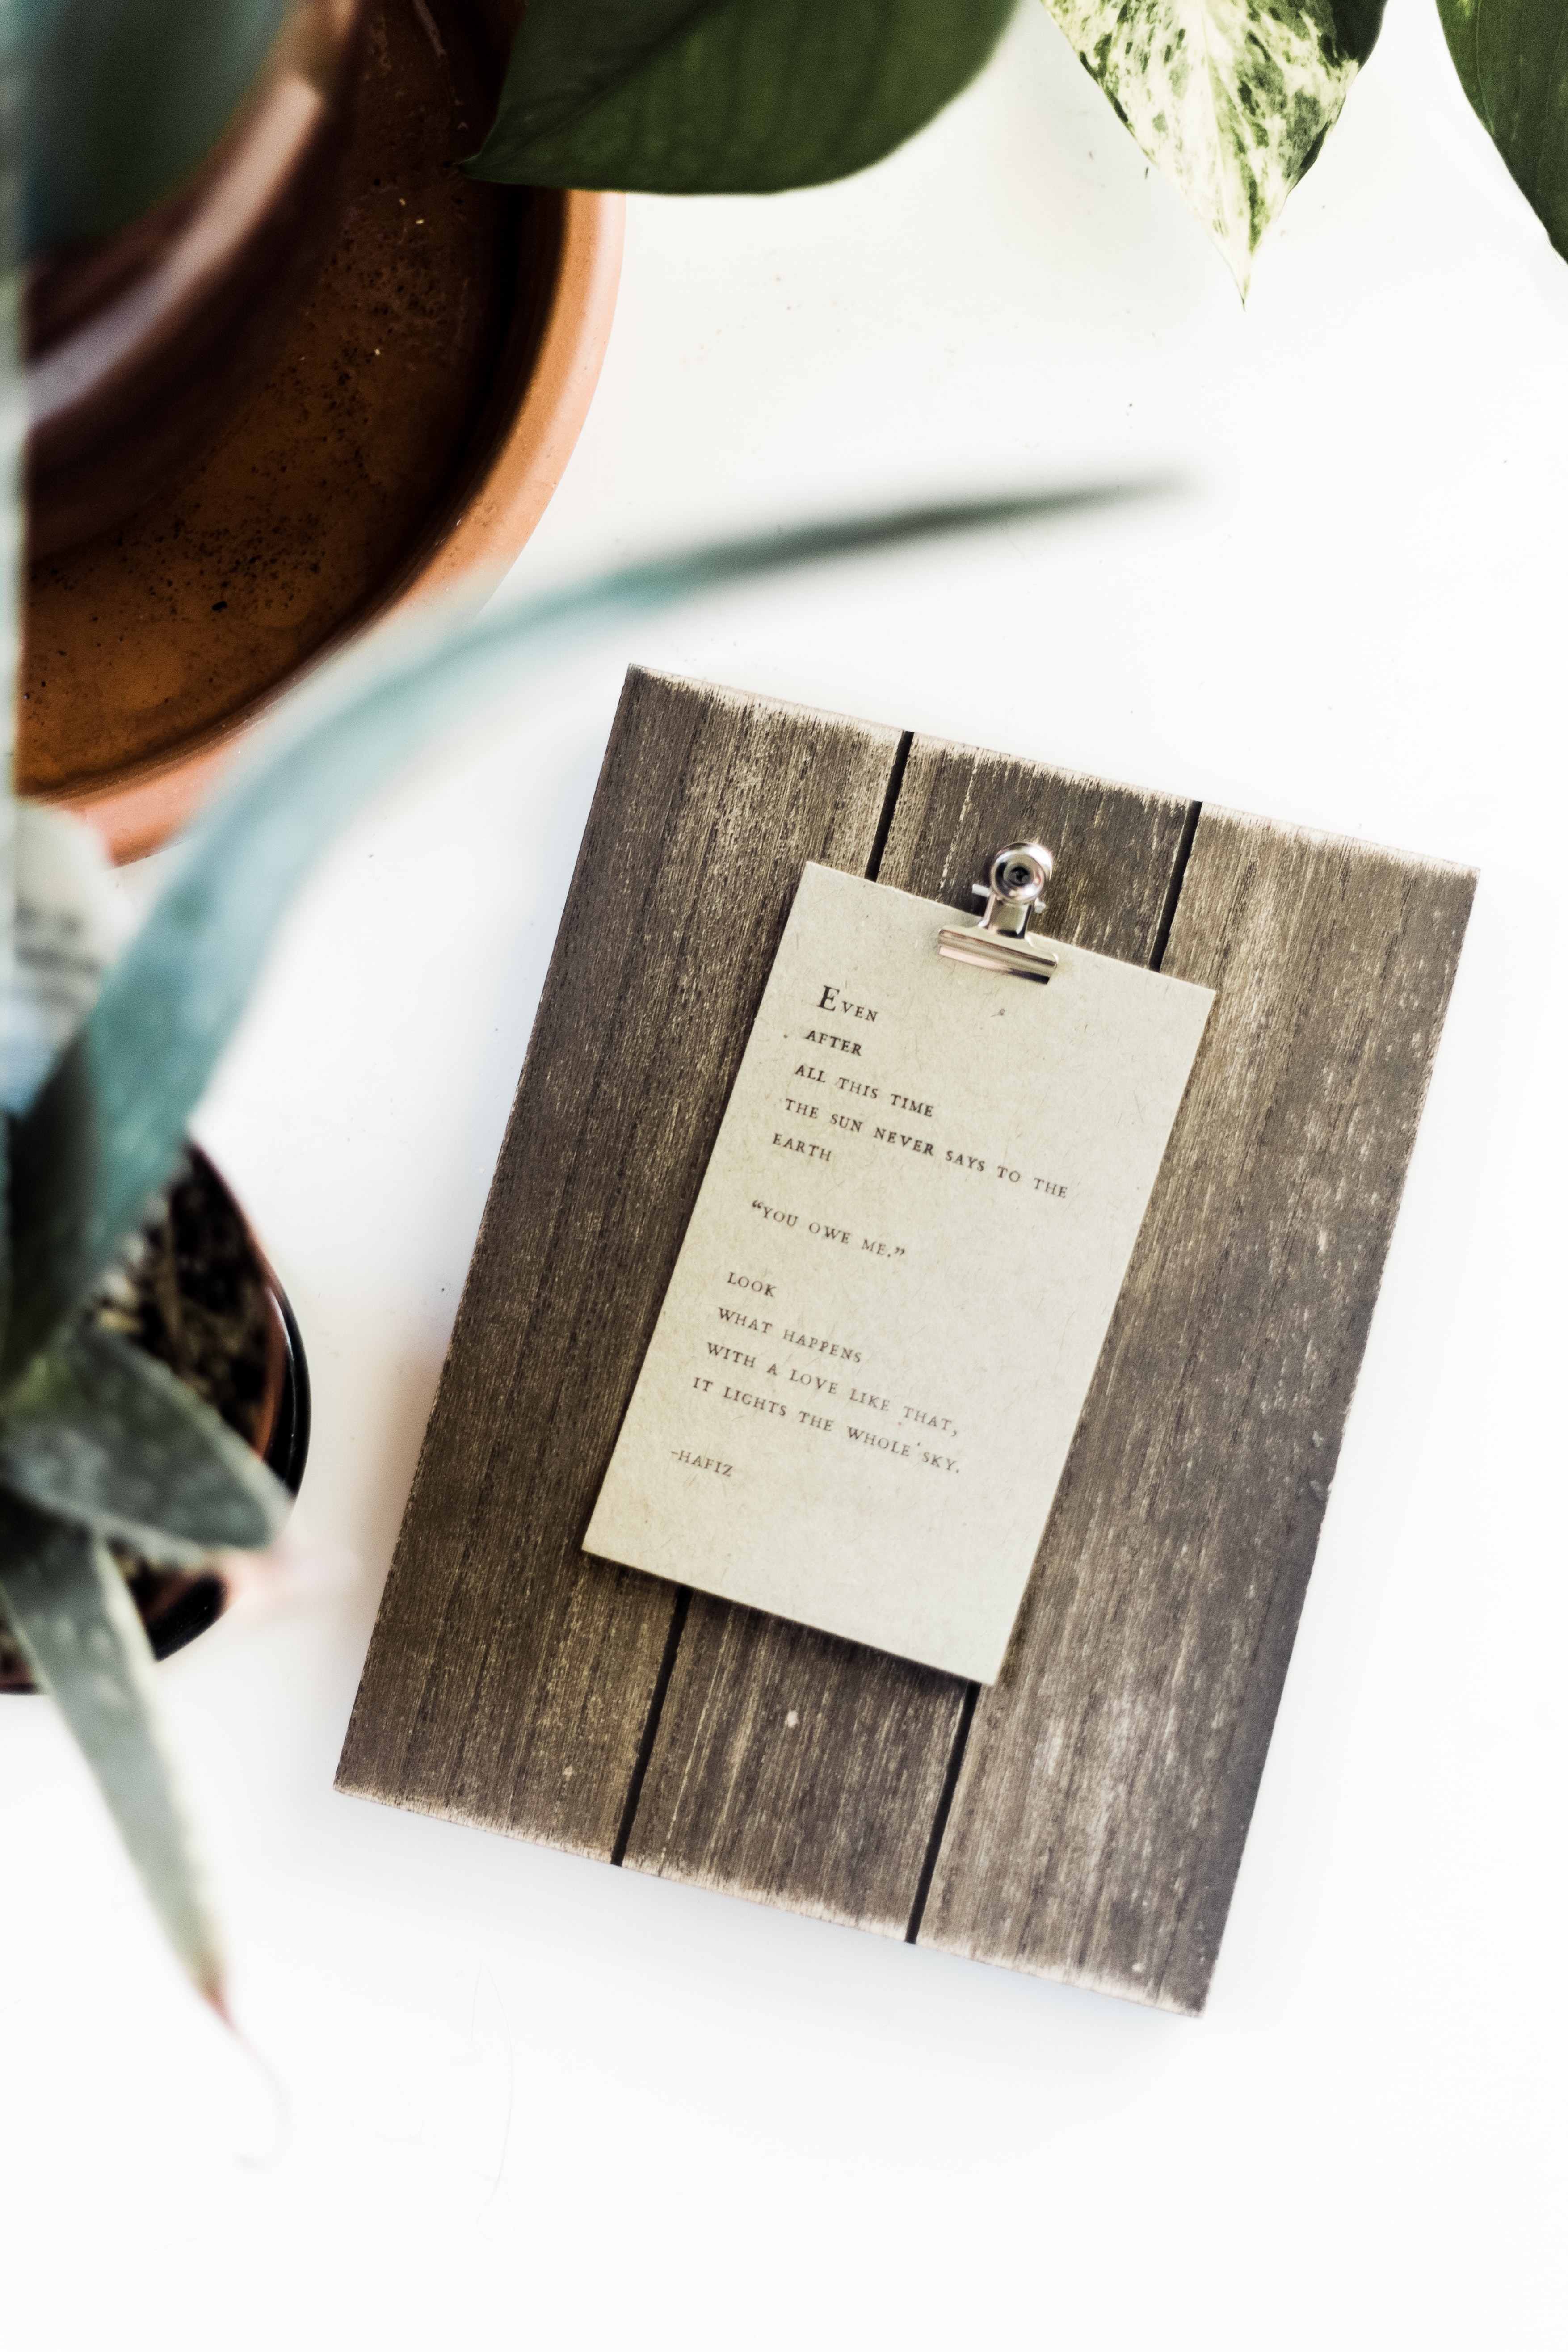 Even
after
all this time
the sun never says to the
earth
“you owe me.”
look
what happens
with a love like that,
it lights the whole sky.
-Hafiz